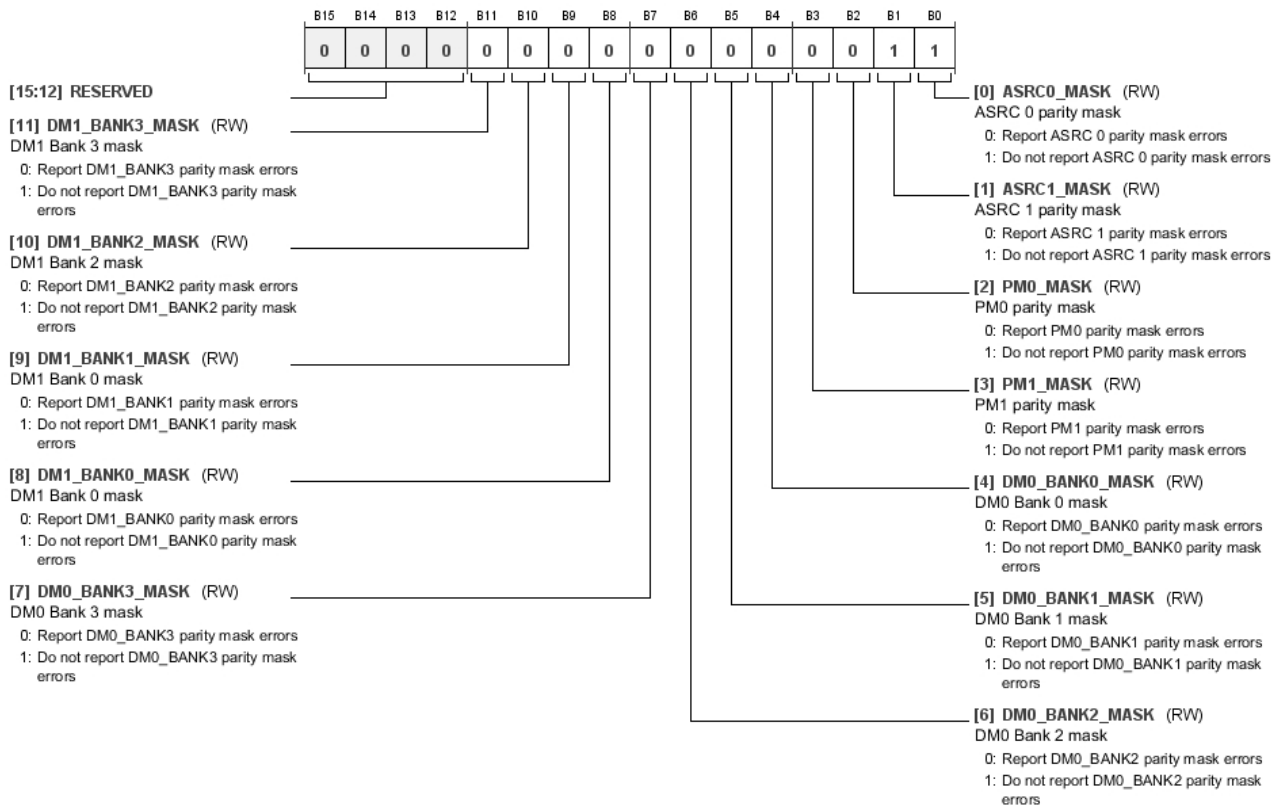 B15 B14 B13 B12 B11 B10 B9 B8 B7 B6 B5 B4 B3 B2 B1 B0
0 0 0 0 0 0 0 0 0 0 0 0 0 0 1 1
[15:12] RESERVED
[11] DM1_BANK3_MASK (RW)
DM1 Bank 3 mask
0: Report DM1_BANK3 parity mask errors
1: Do not report DM1_BANK3 parity mask
errors
[10] DM1_BANK2_MASK (RW)
DM1 Bank 2 mask
0: Report DM1_BANK2 parity mask errors
1: Do not report DM1_BANK2 parity mask
errors
[9] DM1_BANK1_MASK (RW)
DM1 Bank 0 mask
0: Report DM1_BANK1 parity mask errors
1: Do not report DM1_BANK1 parity mask
errors
[8] DM1_BANK0_MASK (RW)
DM1 Bank 0 mask
0: Report DM1_BANK0 parity mask errors
1: Do not report DM1_BANK0 parity mask
errors
[7] DM0_BANK3_MASK (RW)
DM0 Bank 3 mask
0: Report DM0_BANK3 parity mask errors
1: Do not report DM0_BANK3 parity mask
errors
[0] ASRC0_MASK (RW)
ASRC 0 parity mask
0: Report ASRC 0 parity mask errors
1: Do not report ASRC 0 parity mask errors
[1] ASRC1_MASK (RW)
ASRC 1 parity mask
0: Report ASRC 1 parity mask errors
1: Do not report ASRC 1 parity mask errors
[2] PM0_MASK (RW)
PM0 parity mask
0: Report PM0 parity mask errors
1: Do not report PM0 parity mask errors
[3] PM1_MASK (RW)
PM1 parity mask
0: Report PM1 parity mask errors
1: Do not report PM1 parity mask errors
[4] DM0_BANK0_MASK (RW)
DM0 Bank 0 mask
0: Report DM0_BANK0 parity mask errors
1: Do not report DM0_BANK0 parity mask
errors
[5] DM0_BANK1_MASK (RW)
DM0 Bank 1 mask
0: Report DM0_BANK1 parity mask errors
1: Do not report DM0_BANK1 parity mask
errors
[6] DM0_BANK2_MASK (RW)
DM0 Bank 2 mask
0: Report DM0_BANK2 parity mask errors
1: Do not report DM0_BANK2 parity mask
errors